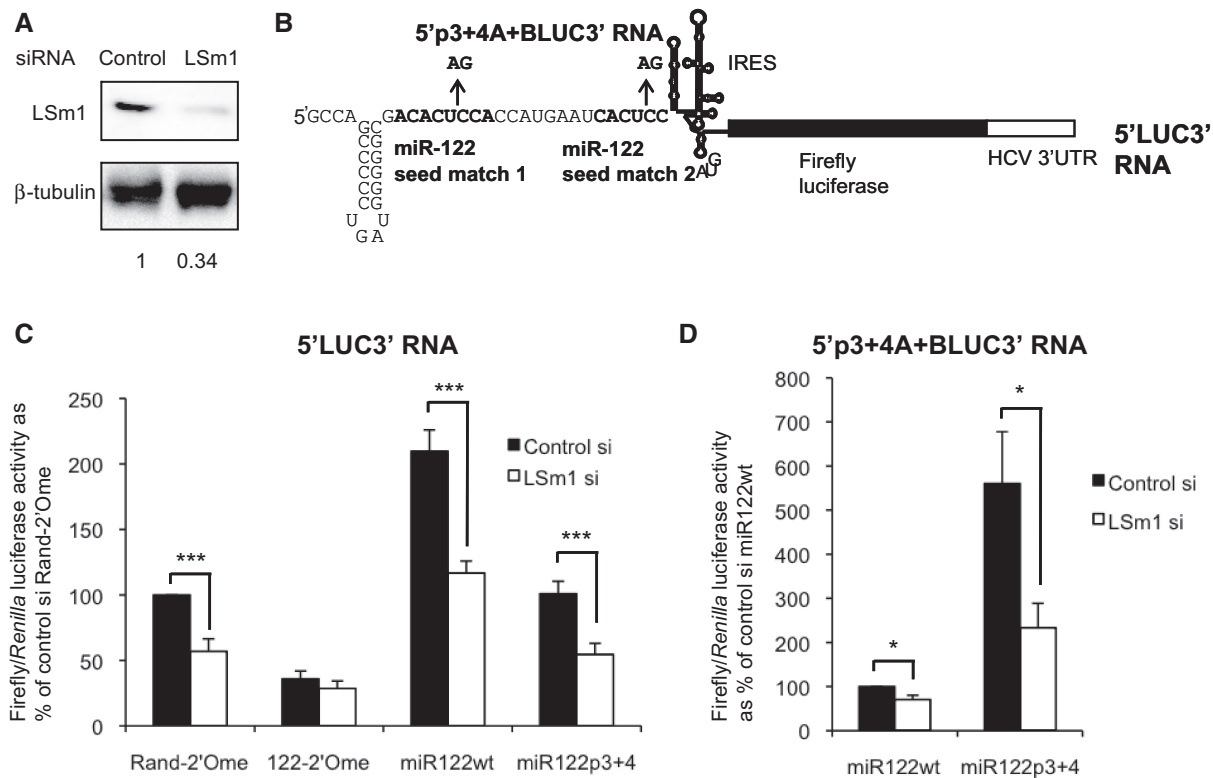 A
siRNA Control LSm1
LSm1
β-tubulin
1 0.34
B
5'p3+4A+BLUC3' RNA
AG AG
IRES
5'GCCA GACACUCCACCAUGAAUCACUCC
GC
CG
CG
CG
CG
CG
U U
GA
miR-122
seed match 1
miR-122
seed match 2
AUG
Firefly
luciferase
HCV 3'UTR
5'LUC3'
RNA
C
5'LUC3' RNA
Firefly/Renilla luciferase activity as
% of control si Rand-2'Ome
250
200
150
100
50
0
***
***
***
Control si
LSm1 si
Rand-2'Ome 122-2'Ome miR122wt miR122p3+4
D
5'p3+4A+BLUC3' RNA
Firefly/Renilla luciferase activity
as % of control si miR122wt
800
700
600
500
400
300
200
100
0
*
*
Control si
LSm1 si
miR122wt miR122p3+4